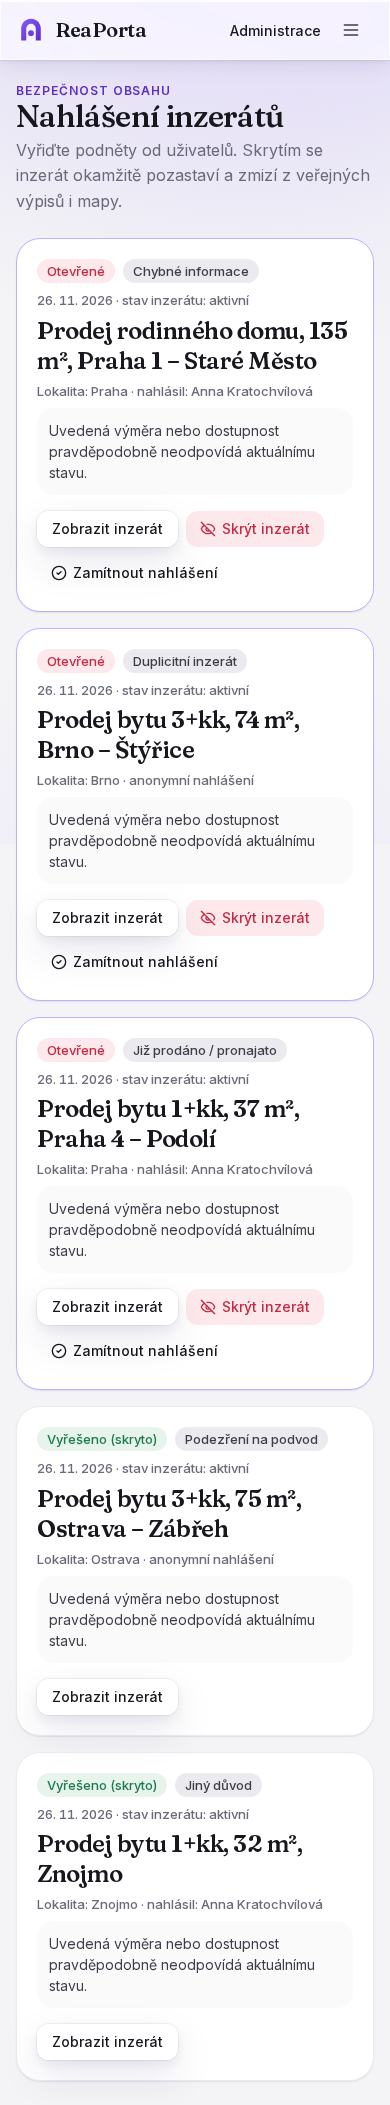 ReaPorta
Administrace
BEZPEČNOST OBSAHU
Nahlášení inzerátů
Vyřiďte podněty od uživatelů. Skrytím se
inzerát okamžitě pozastaví a zmizí z veřejných
výpisů i mapy.
Otevřené
Chybné informace
26. 11. 2026 · stav inzerátu: aktivní
Prodej rodinného domu, 135
m², Praha 1 – Staré Město
Lokalita: Praha · nahlásil: Anna Kratochvílová
Uvedená výměra nebo dostupnost
pravděpodobně neodpovídá aktuálnímu
stavu.
Zobrazit inzerát
Skrýt inzerát
Zamítnout nahlášení
Otevřené
Duplicitní inzerát
26. 11. 2026 · stav inzerátu: aktivní
Prodej bytu 3+kk, 74 m²,
Brno – Štýřice
Lokalita: Brno · anonymní nahlášení
Uvedená výměra nebo dostupnost
pravděpodobně neodpovídá aktuálnímu
stavu.
Zobrazit inzerát
Skrýt inzerát
Zamítnout nahlášení
Otevřené
Již prodáno / pronajato
26. 11. 2026 · stav inzerátu: aktivní
Prodej bytu 1+kk, 37 m²,
Praha 4 – Podolí
Lokalita: Praha · nahlásil: Anna Kratochvílová
Uvedená výměra nebo dostupnost
pravděpodobně neodpovídá aktuálnímu
stavu.
Zobrazit inzerát
Skrýt inzerát
Zamítnout nahlášení
Vyřešeno (skryto)
Podezření na podvod
26. 11. 2026 · stav inzerátu: aktivní
Prodej bytu 3+kk, 75 m²,
Ostrava – Zábřeh
Lokalita: Ostrava · anonymní nahlášení
Uvedená výměra nebo dostupnost
pravděpodobně neodpovídá aktuálnímu
stavu.
Zobrazit inzerát
Vyřešeno (skryto)
Jiný důvod
26. 11. 2026 · stav inzerátu: aktivní
Prodej bytu 1+kk, 32 m²,
Znojmo
Lokalita: Znojmo · nahlásil: Anna Kratochvílová
Uvedená výměra nebo dostupnost
pravděpodobně neodpovídá aktuálnímu
stavu.
Zobrazit inzerát